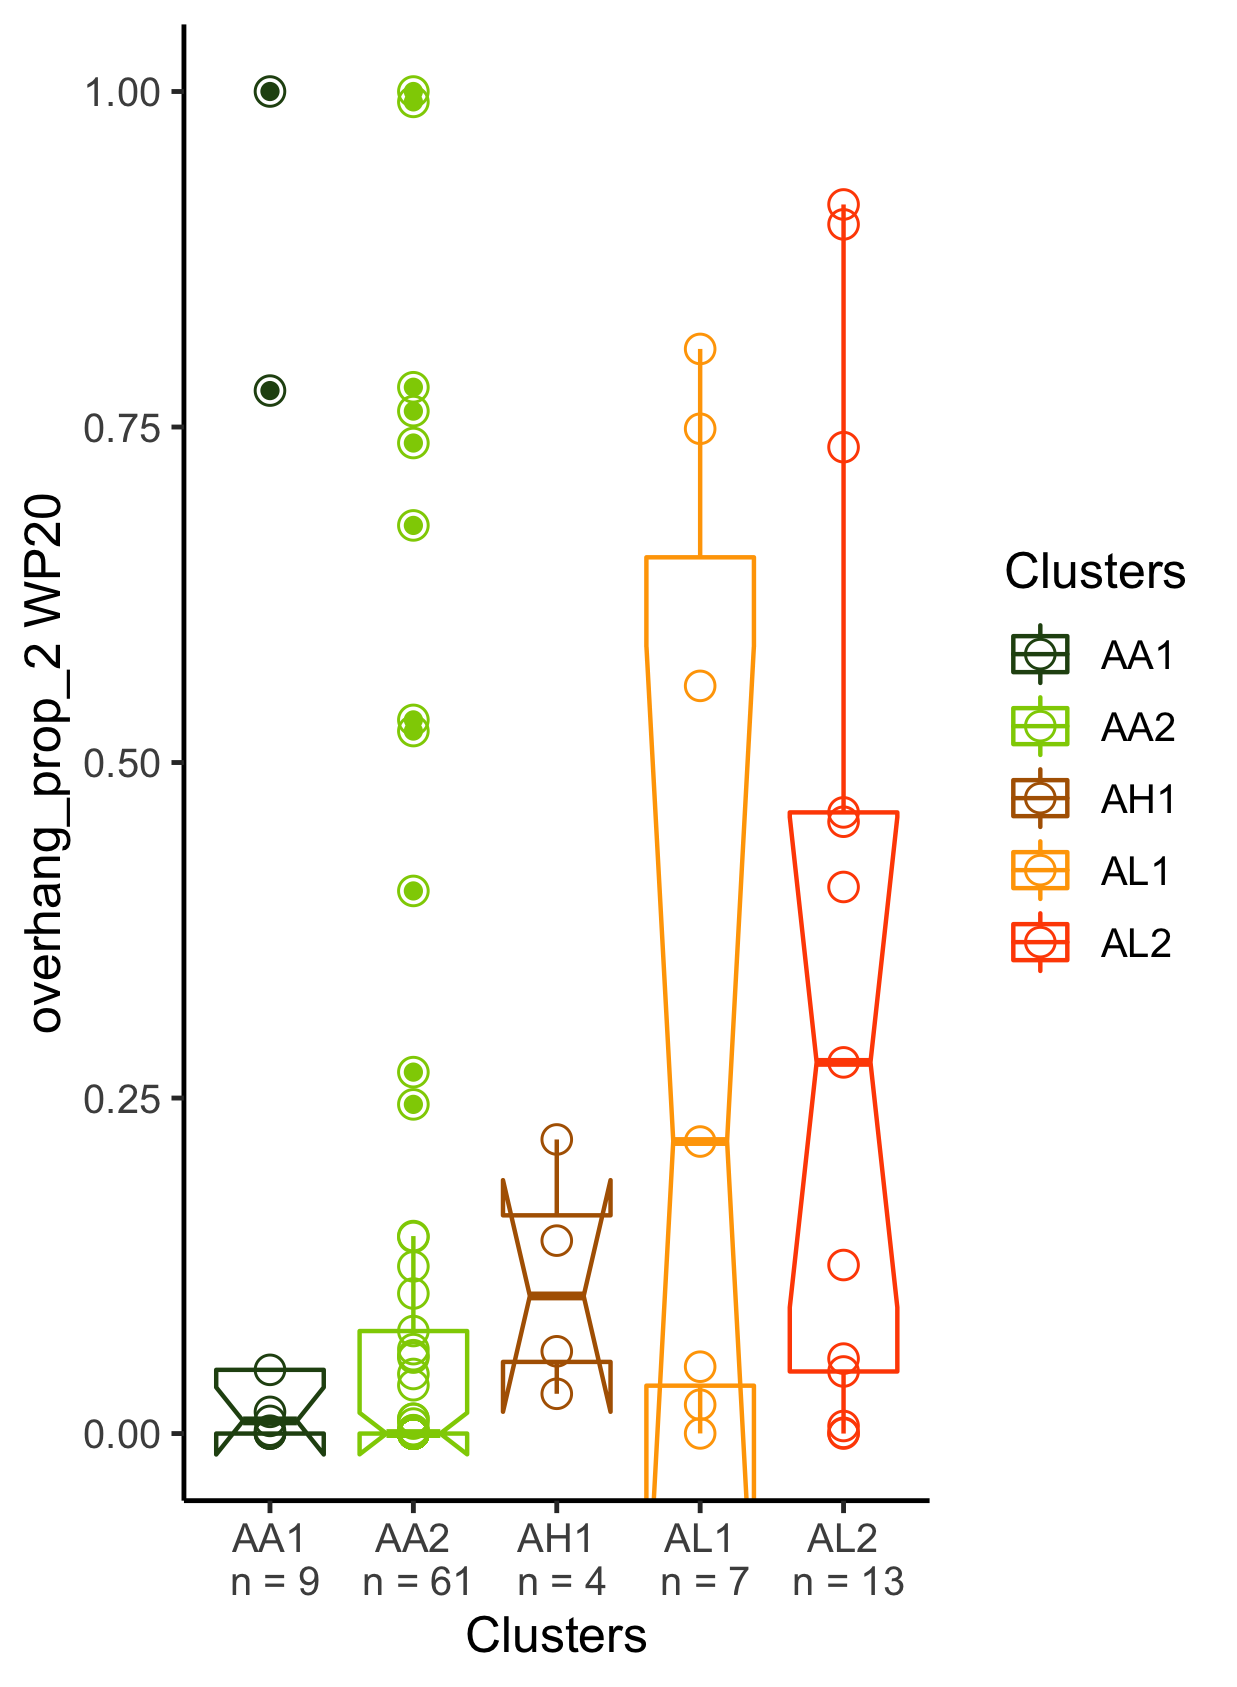 1.00
0.75
0.50
0.25
0.00
overhang_prop_2 WP20
AA1
n = 9
AA2
n = 61
AH1
n = 4
AL1
n = 7
AL2
n = 13
Clusters
Clusters
AA1
AA2
AH1
AL1
AL2